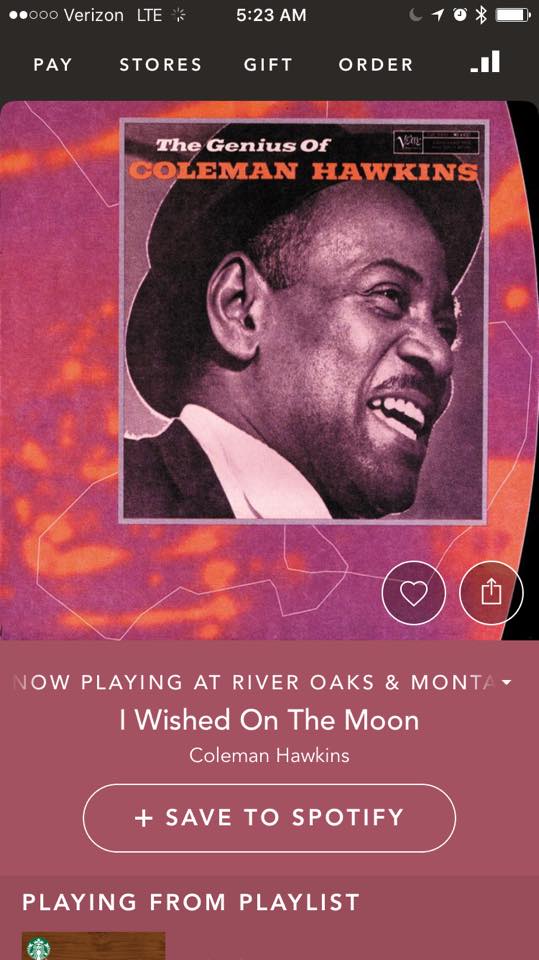 Verizon LTE 5:23 AM
PAY STORES GIFT ORDER
The Genius Of
Verve
COLEMAN HAWKINS
NOW PLAYING AT RIVER OAKS & MONTA
I Wished On The Moon
Coleman Hawkins
+ SAVE TO SPOTIFY
PLAYING FROM PLAYLIST